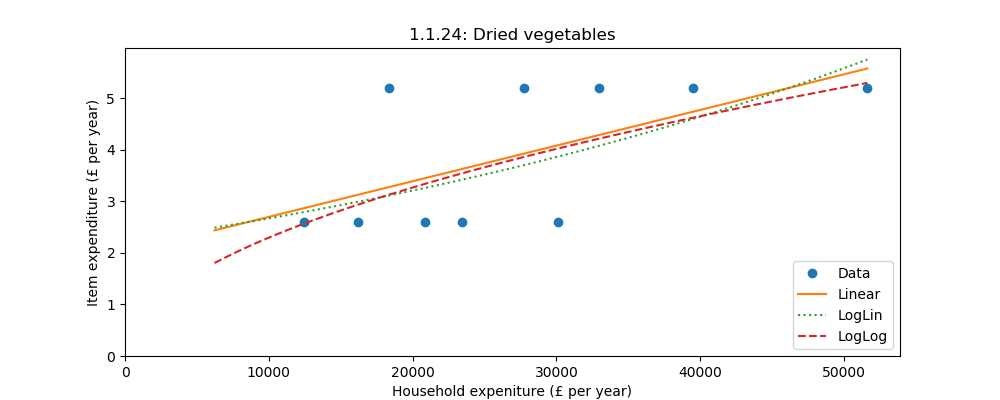 1.1.24: Dried vegetables
Item expenditure (£ per year)
5
4
3
2
1
0
0 10000 20000 30000 40000 50000
Household expeniture (£ per year)
Data
Linear
LogLin
LogLog